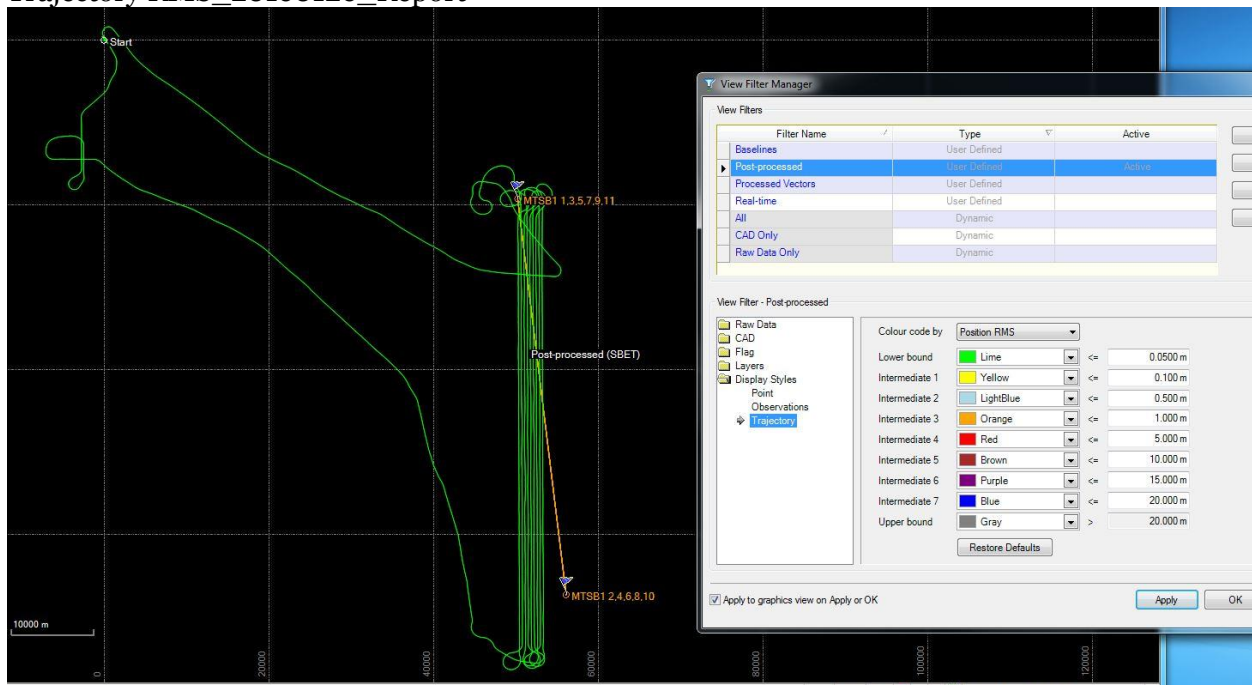 Trajectory RMS_20130120_Report
Start
MTSB1 1,3,5,7,9,11
Post-processed (SBET)
MTSB1 2,4,6,8,10
10000 m
0
20000
40000
60000
80000
100000
120000
View Filter Manager
View Filters
Filter Name Type Active
Baselines User Defined
Post-processed User Defined Active
Processed Vectors User Defined
Real-time User Defined
All Dynamic
CAD Only Dynamic
Raw Data Only Dynamic
View Filter - Post-processed
Raw Data
CAD
Flag
Layers
Display Styles
Point
Observations
Trajectory
Colour code by Position RMS
Lower bound Lime <= 0.0500 m
Intermediate 1 Yellow <= 0.100 m
Intermediate 2 LightBlue <= 0.500 m
Intermediate 3 Orange <= 1.000 m
Intermediate 4 Red <= 5.000 m
Intermediate 5 Brown <= 10.000 m
Intermediate 6 Purple <= 15.000 m
Intermediate 7 Blue <= 20.000 m
Upper bound Gray > 20.000 m
Restore Defaults
Apply to graphics view on Apply or OK
Apply OK